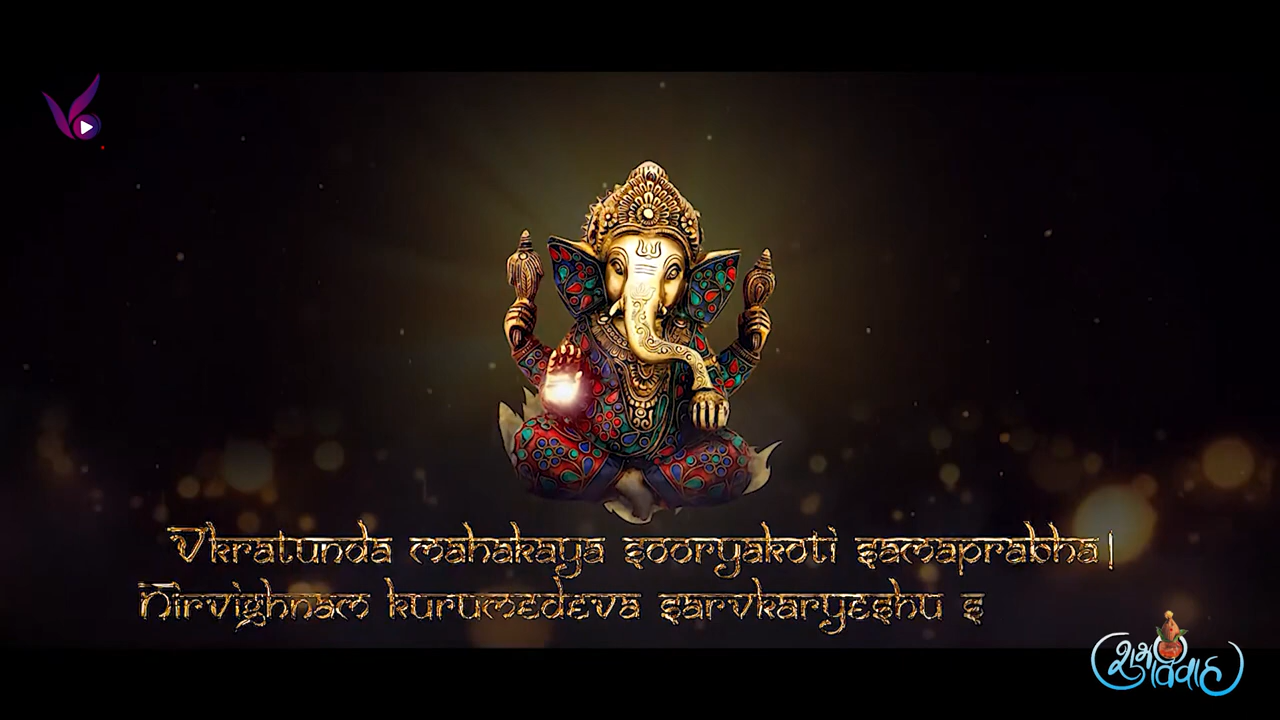 Vkratunda mahakaya sooryakoti samaprabha|
Nirvighnam kurumedeva sarvkaryeshu s
शुभ विवाह